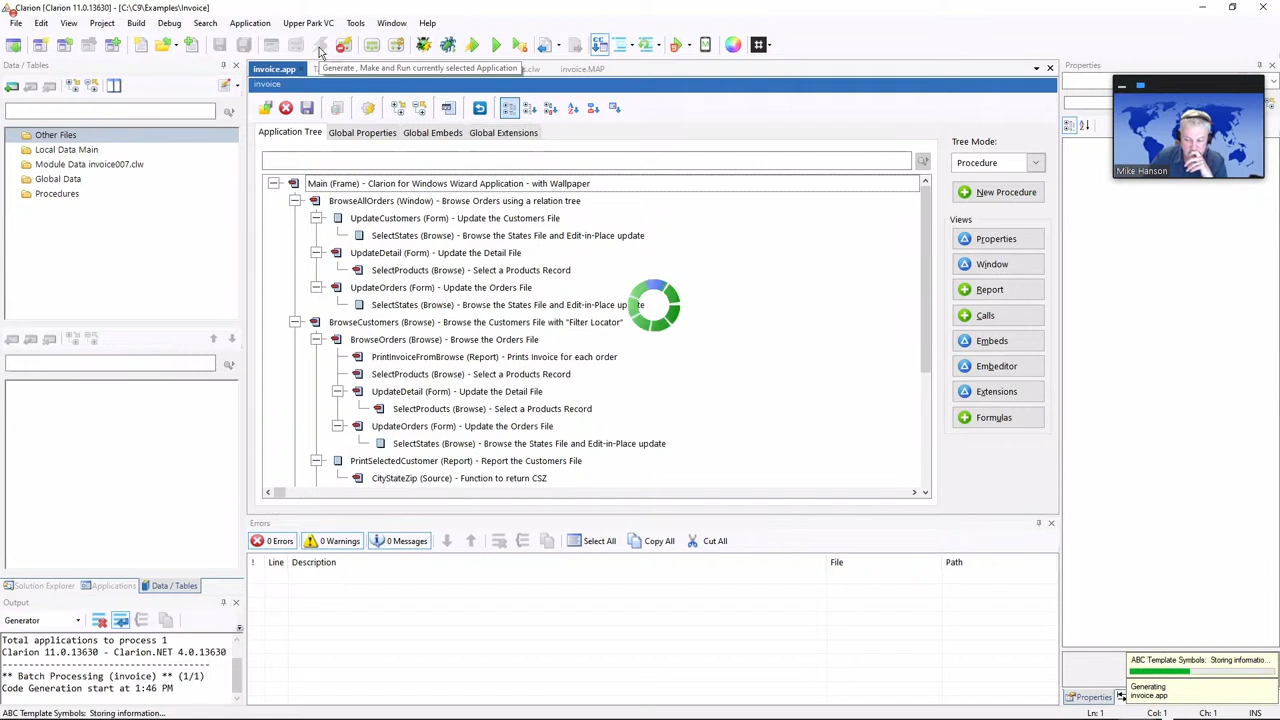 Clarion [11.0.13630] - [C:\C9\Examples\Invoice]
File Edit View Project Build Debug Search Application Upper Park VC Tools Window Help
Data / Tables
invoice.app
.clw
invoice.MAP
Generate , Make and Run currently selected Application
Properties
invoice
Mike Hanson
Other Files
Local Data Main
Module Data invoice007.clw
Global Data
Procedures
Application Tree
Global Properties
Global Embeds
Global Extensions
Main (Frame) - Clarion for Windows Wizard Application - with Wallpaper
BrowseAllOrders (Window) - Browse Orders using a relation tree
UpdateCustomers (Form) - Update the Customers File
SelectStates (Browse) - Browse the States File and Edit-in-Place update
UpdateDetail (Form) - Update the Detail File
SelectProducts (Browse) - Select a Products Record
UpdateOrders (Form) - Update the Orders File
SelectStates (Browse) - Browse the States File and Edit-in-Place update
BrowseCustomers (Browse) - Browse the Customers File with "Filter Locator"
BrowseOrders (Browse) - Browse the Orders File
PrintInvoiceFromBrowse (Report) - Prints Invoice for each order
SelectProducts (Browse) - Select a Products Record
UpdateDetail (Form) - Update the Detail File
SelectProducts (Browse) - Select a Products Record
UpdateOrders (Form) - Update the Orders File
SelectStates (Browse) - Browse the States File and Edit-in-Place update
PrintSelectedCustomer (Report) - Report the Customers File
CityStateZip (Source) - Function to return CSZ
Tree Mode:
Procedure
New Procedure
Views
Properties
Window
Report
Calls
Embeds
Embeditor
Extensions
Formulas
Errors
0 Errors
0 Warnings
0 Messages
Select All
Copy All
Cut All
! Line Description File Path
Solution Explorer
Applications
Data / Tables
Output
Generator
Total applications to process 1
Clarion 11.0.13630 - Clarion.NET 4.0.13630
---------------------------------------
** Batch Processing (invoice) ** (1/1)
Code Generation start at 1:46 PM
ABC Template Symbols: Storing informatio...
Generating
invoice.app
Properties
ABC Template Symbols: Storing information...
Ln: 1 Col: 1 Ch: 1 INS